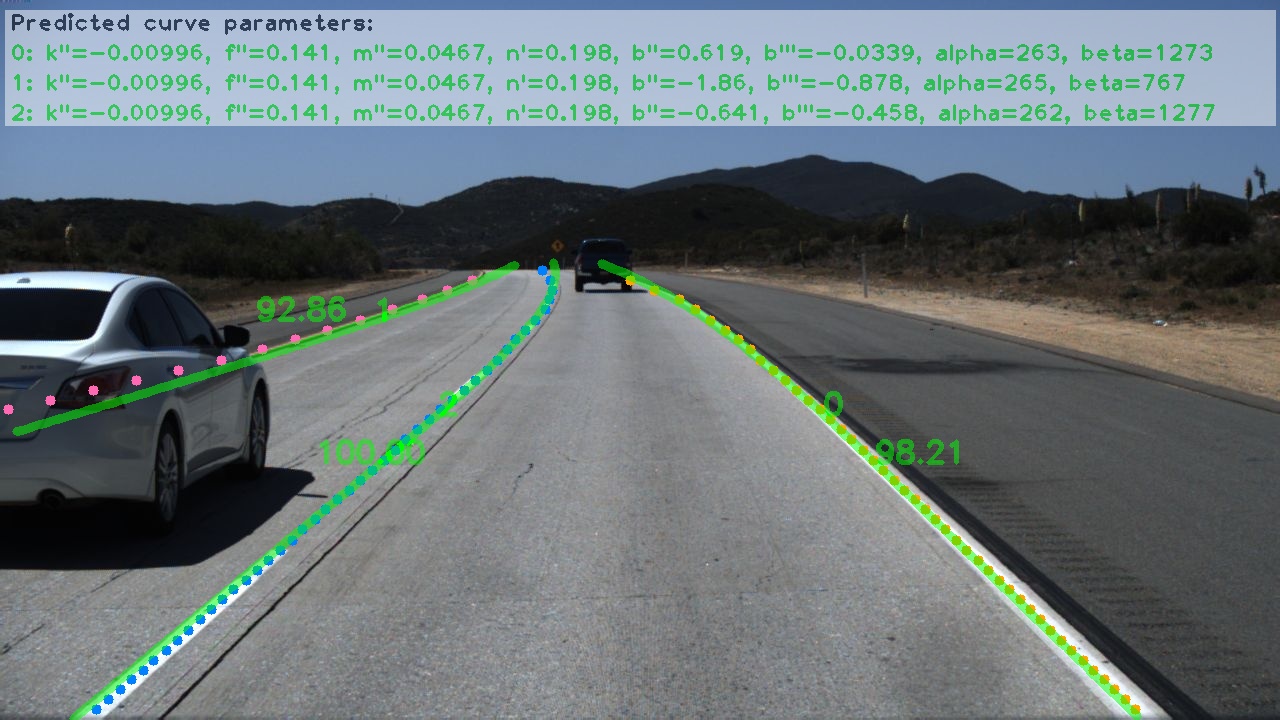 Predicted curve parameters:
0: k''=-0.00996, f''=0.141, m''=0.0467, n'=0.198, b''=0.619, b'''=-0.0339, alpha=263, beta=1273
1: k''=-0.00996, f''=0.141, m''=0.0467, n'=0.198, b''=-1.86, b'''=-0.878, alpha=265, beta=767
2: k''=-0.00996, f''=0.141, m''=0.0467, n'=0.198, b''=-0.641, b'''=-0.458, alpha=262, beta=1277
92.86 1
2 0
100.00 98.21